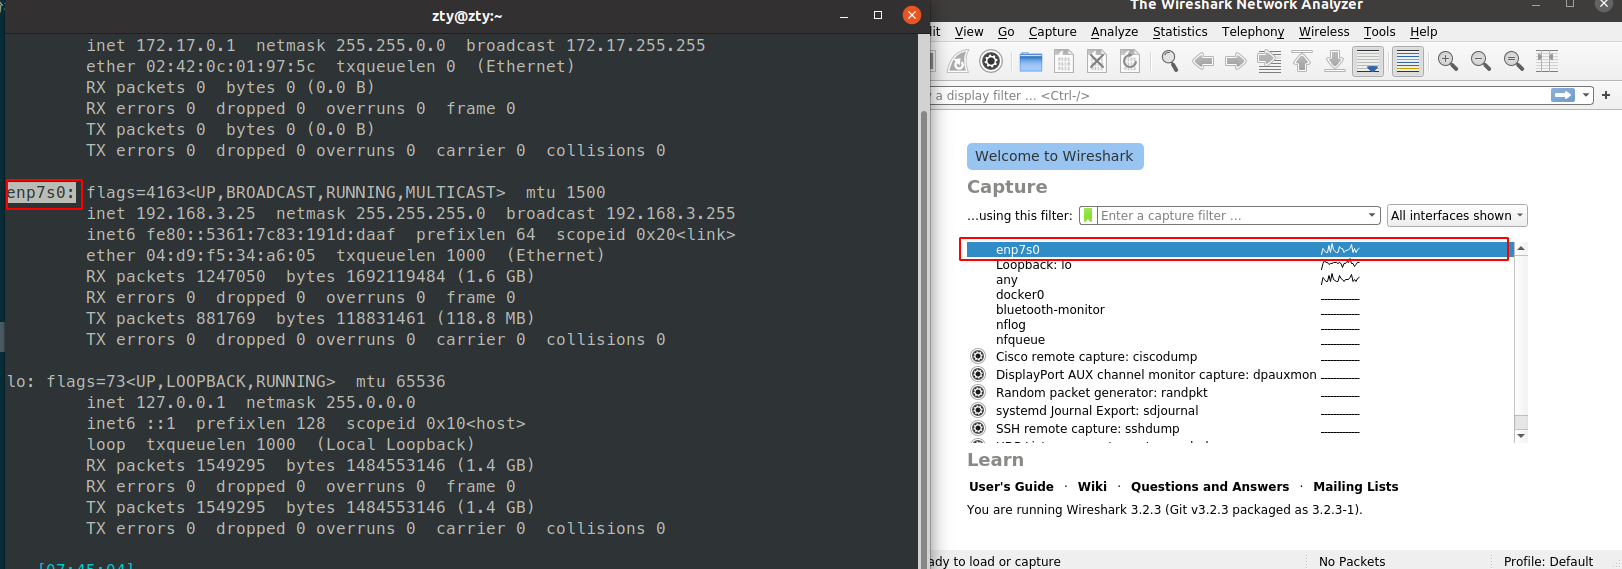 zty@zty:~
inet 172.17.0.1  netmask 255.255.0.0  broadcast 172.17.255.255
ether 02:42:0c:01:97:5c  txqueuelen 0  (Ethernet)
RX packets 0  bytes 0 (0.0 B)
RX errors 0  dropped 0  overruns 0  frame 0
TX packets 0  bytes 0 (0.0 B)
TX errors 0  dropped 0 overruns 0  carrier 0  collisions 0
enp7s0: flags=4163<UP,BROADCAST,RUNNING,MULTICAST>  mtu 1500
inet 192.168.3.25  netmask 255.255.255.0  broadcast 192.168.3.255
inet6 fe80::5361:7c83:191d:daaf  prefixlen 64  scopeid 0x20<link>
ether 04:d9:f5:34:a6:05  txqueuelen 1000  (Ethernet)
RX packets 1247050  bytes 1692119484 (1.6 GB)
RX errors 0  dropped 0  overruns 0  frame 0
TX packets 881769  bytes 118831461 (118.8 MB)
TX errors 0  dropped 0 overruns 0  carrier 0  collisions 0
lo: flags=73<UP,LOOPBACK,RUNNING>  mtu 65536
inet 127.0.0.1  netmask 255.0.0.0
inet6 ::1  prefixlen 128  scopeid 0x10<host>
loop  txqueuelen 1000  (Local Loopback)
RX packets 1549295  bytes 1484553146 (1.4 GB)
RX errors 0  dropped 0  overruns 0  frame 0
TX packets 1549295  bytes 1484553146 (1.4 GB)
TX errors 0  dropped 0 overruns 0  carrier 0  collisions 0
The Wireshark Network Analyzer
it View Go Capture Analyze Statistics Telephony Wireless Tools Help
a display filter ... <Ctrl-/>
Welcome to Wireshark
Capture
...using this filter: Enter a capture filter ... All interfaces shown
enp7s0
Loopback: lo
any
docker0
bluetooth-monitor
nflog
nfqueue
Cisco remote capture: ciscodump
DisplayPort AUX channel monitor capture: dpauxmon
Random packet generator: randpkt
systemd Journal Export: sdjournal
SSH remote capture: sshdump
Learn
User's Guide · Wiki · Questions and Answers · Mailing Lists
You are running Wireshark 3.2.3 (Git v3.2.3 packaged as 3.2.3-1).
ady to load or capture No Packets Profile: Default